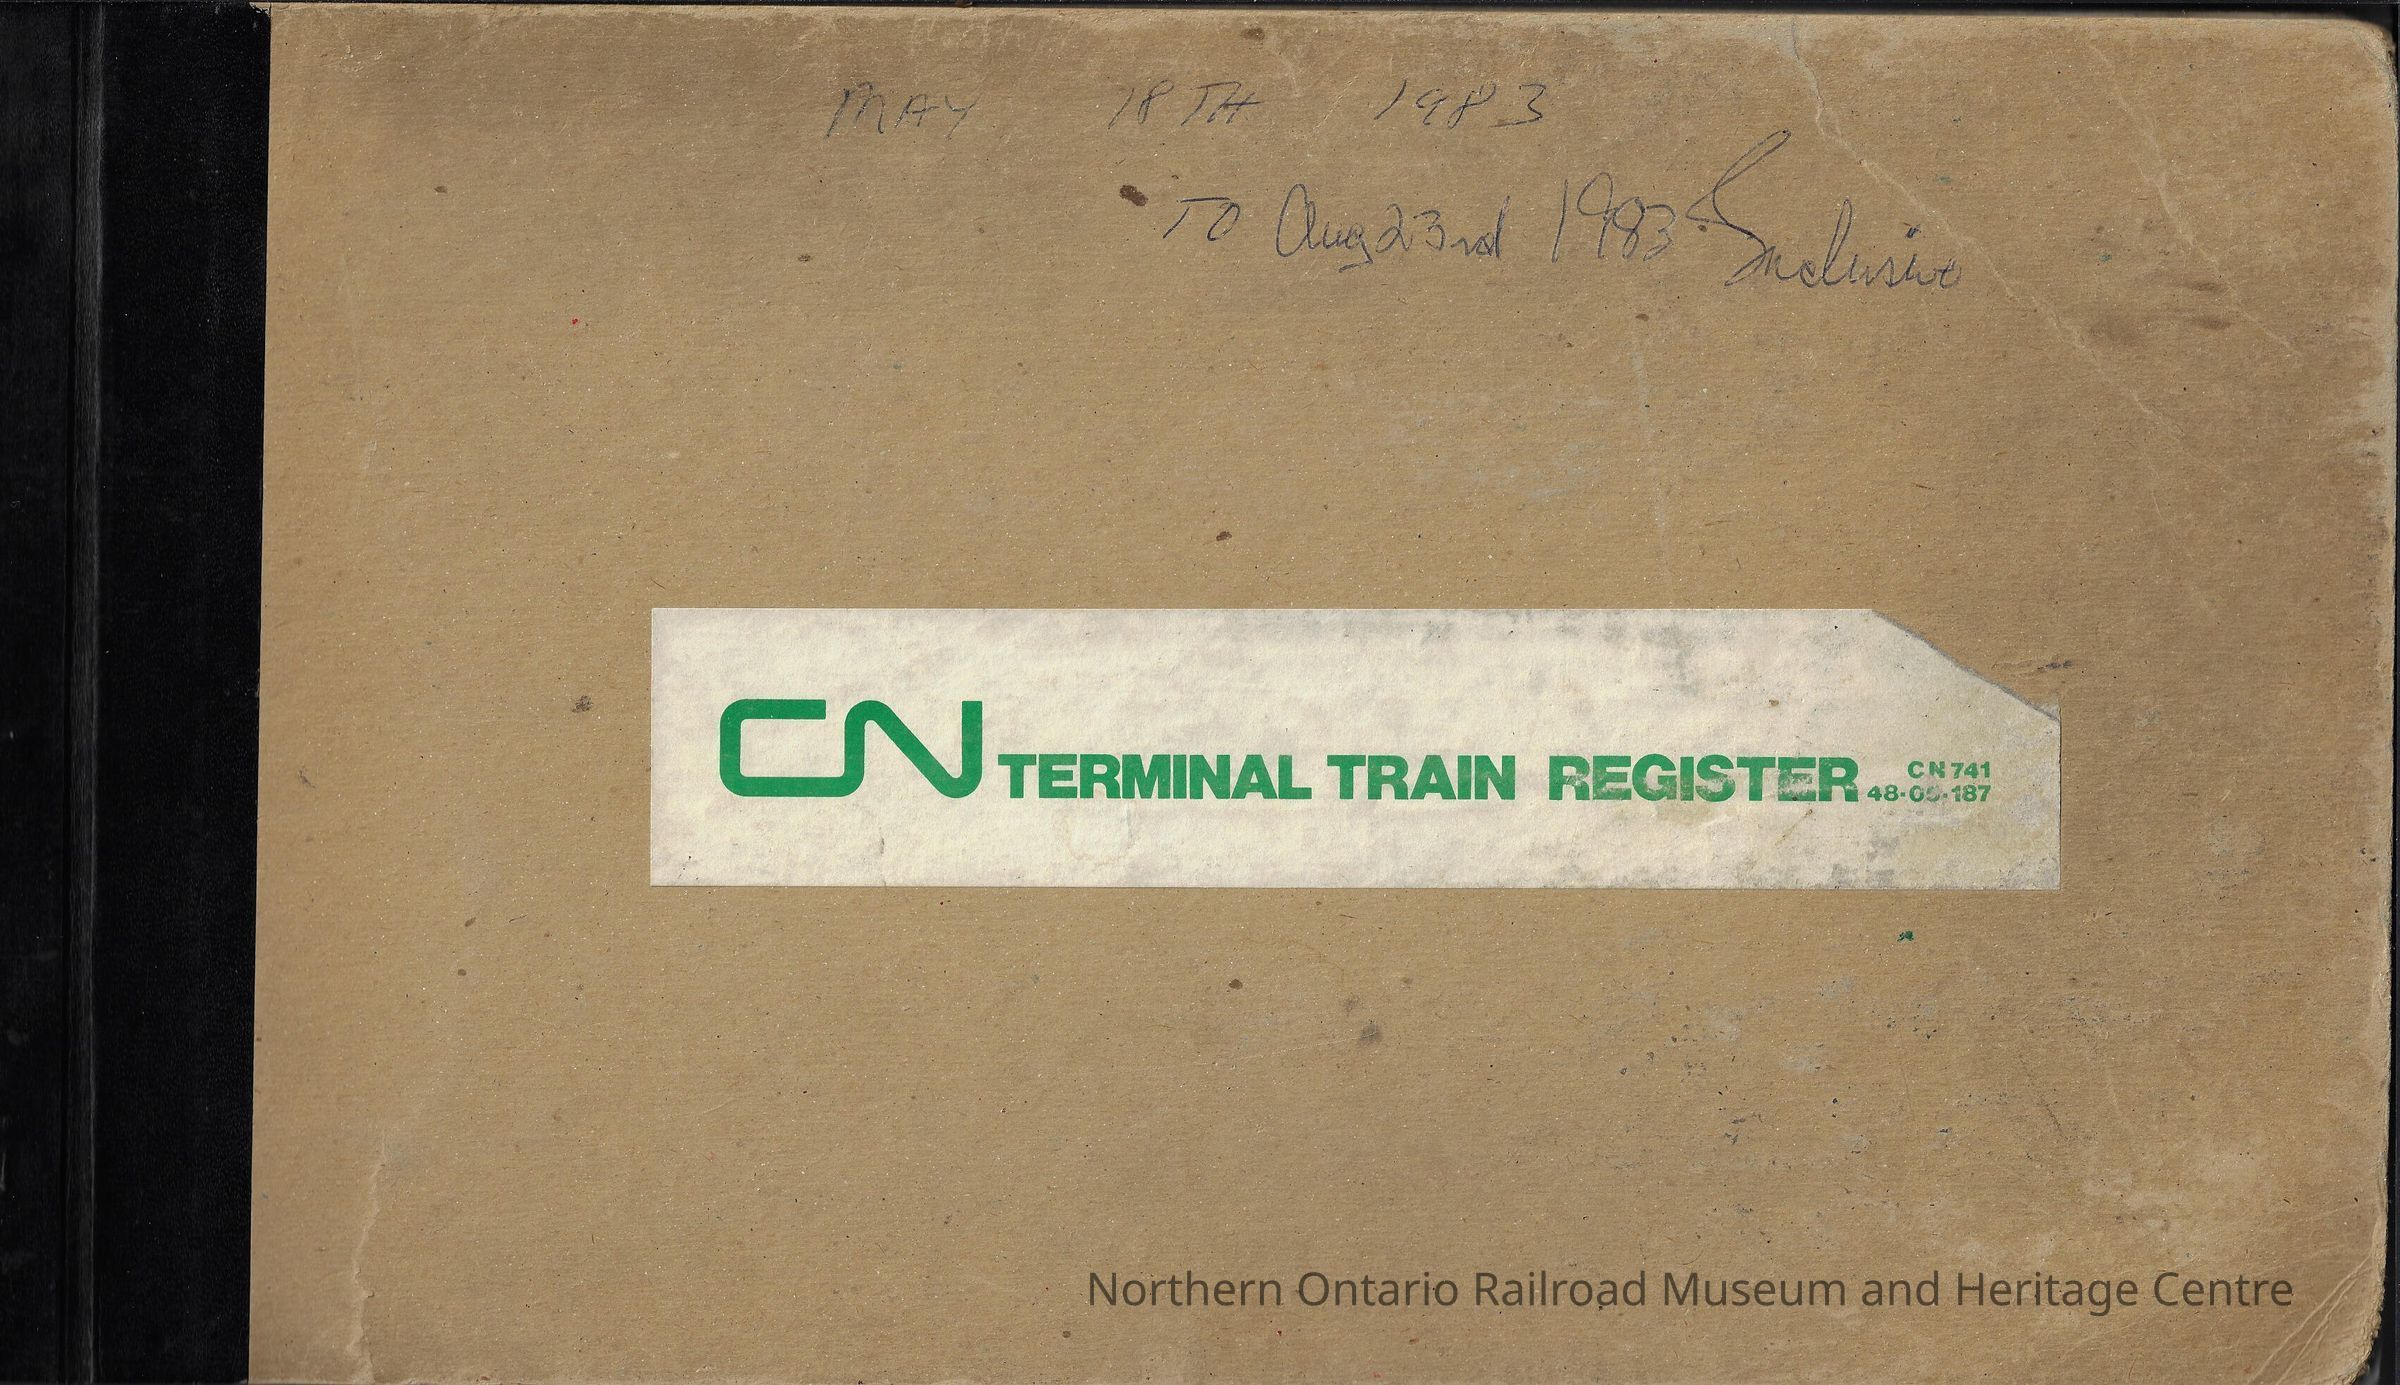 MAY 18TH 1983
TO Aug 23rd 1983 Inclusive
CN TERMINAL TRAIN REGISTER
CN 741
48-06-187
Northern Ontario Railroad Museum and Heritage Centre